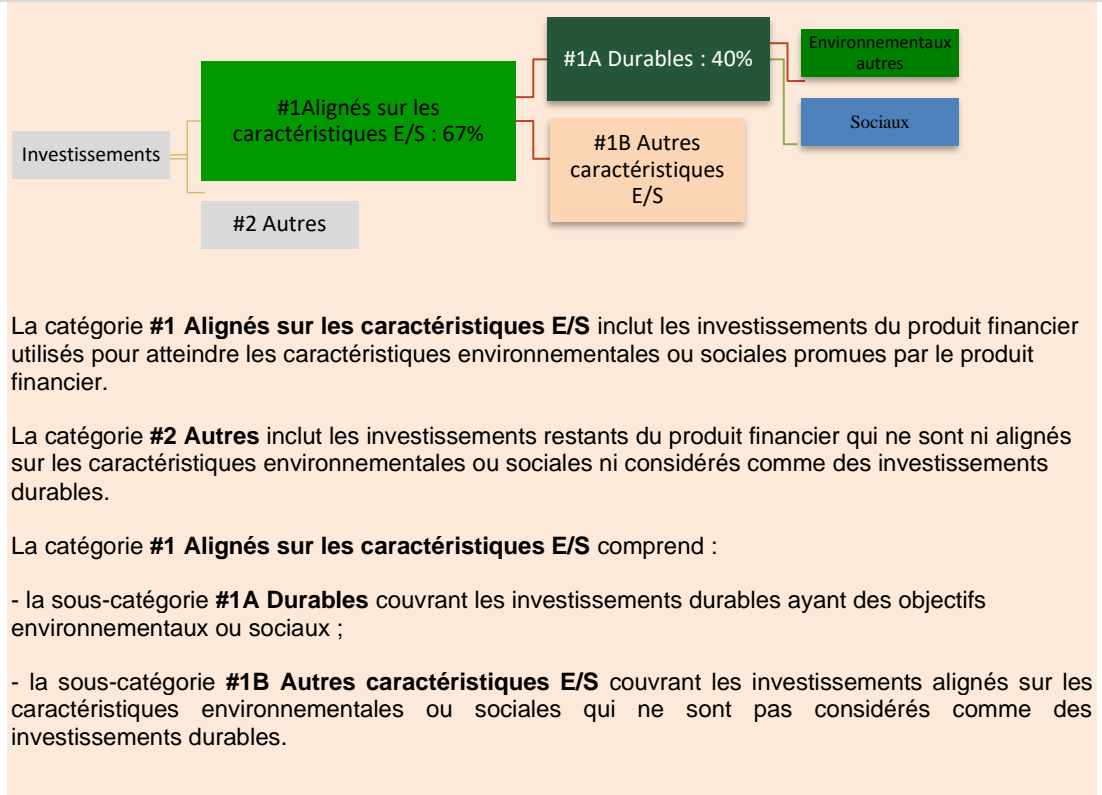 Investissements
#1Alignés sur les
caractéristiques E/S : 67%
#2 Autres
#1A Durables : 40%
#1B Autres
caractéristiques
E/S
Environnementaux
autres
Sociaux
La catégorie #1 Alignés sur les caractéristiques E/S inclut les investissements du produit financier
utilisés pour atteindre les caractéristiques environnementales ou sociales promues par le produit
financier.
La catégorie #2 Autres inclut les investissements restants du produit financier qui ne sont ni alignés
sur les caractéristiques environnementales ou sociales ni considérés comme des investissements
durables.
La catégorie #1 Alignés sur les caractéristiques E/S comprend :
- la sous-catégorie #1A Durables couvrant les investissements durables ayant des objectifs
environnementaux ou sociaux ;
- la sous-catégorie #1B Autres caractéristiques E/S couvrant les investissements alignés sur les
caractéristiques environnementales ou sociales qui ne sont pas considérés comme des
investissements durables.